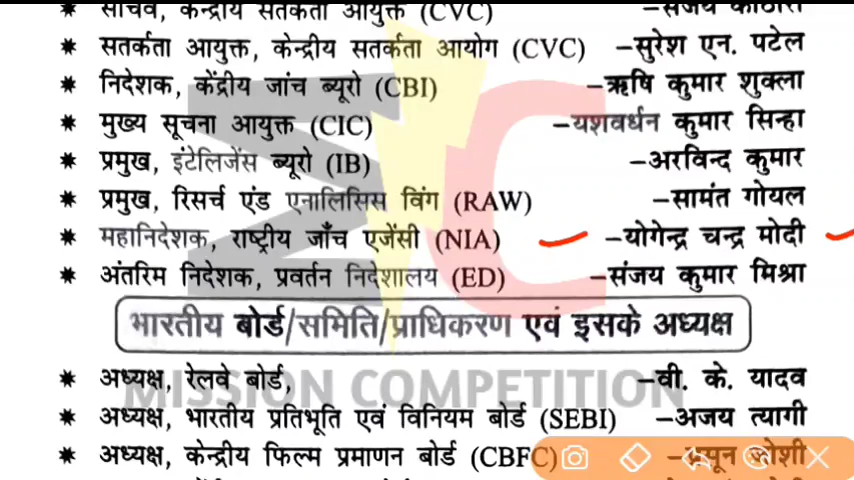 सचिव, केन्द्रीय सतर्कता आयुक्त (CVC) –संजय कोठारी
* सतर्कता आयुक्त, केन्द्रीय सतर्कता आयोग (CVC) –सुरेश एन. पटेल
* निदेशक, केंद्रीय जांच ब्यूरो (CBI) –ऋषि कुमार शुक्ला
* मुख्य सूचना आयुक्त (CIC) –यशवर्धन कुमार सिन्हा
* प्रमुख, इंटेलिजेंस ब्यूरो (IB) –अरविन्द कुमार
* प्रमुख, रिसर्च एंड एनालिसिस विंग (RAW) –सामंत गोयल
* महानिदेशक, राष्ट्रीय जाँच एजेंसी (NIA) –योगेन्द्र चन्द्र मोदी
* अंतरिम निदेशक, प्रवर्तन निदेशालय (ED) –संजय कुमार मिश्रा
भारतीय बोर्ड/समिति/प्राधिकरण एवं इसके अध्यक्ष
* अध्यक्ष, रेलवे बोर्ड, –वी. के. यादव
MISSION COMPETITION
* अध्यक्ष, भारतीय प्रतिभूति एवं विनियम बोर्ड (SEBI) –अजय त्यागी
* अध्यक्ष, केन्द्रीय फिल्म प्रमाणन बोर्ड (CBFC) –प्रसून जोशी